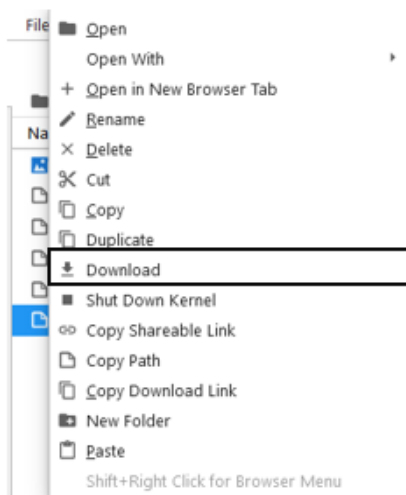 File
Open
Open With
Open in New Browser Tab
Na
Rename
Delete
Cut
Copy
Duplicate
Download
Shut Down Kernel
Copy Shareable Link
Copy Path
Copy Download Link
New Folder
Paste
Shift+Right Click for Browser Menu